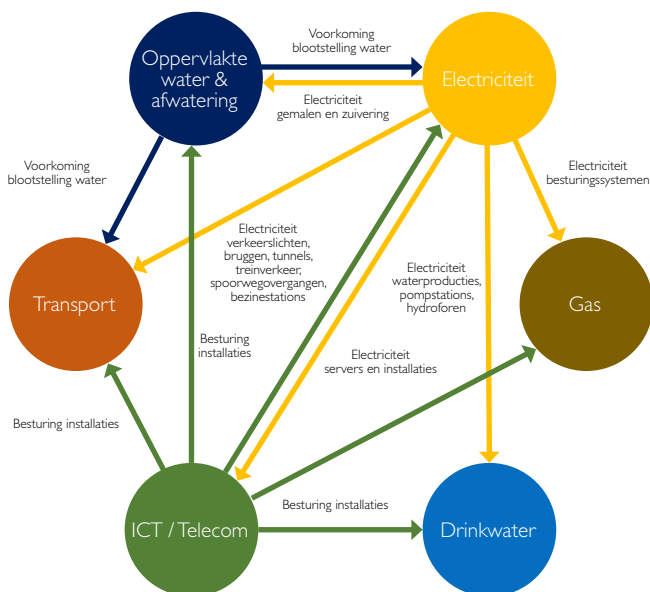 Voorkoming
blootstelling water
Oppervlakte
water &
afwatering
Electriciteit
Electriciteit
gemalen en zuivering
Voorkoming
blootstelling water
Electriciteit
besturingssystemen
Electriciteit
verkeerslichten,
bruggen, tunnels,
treinverkeer,
spoorwegovergangen,
bezinestations
Electriciteit
waterproducties,
pompstations,
hydroforen
Transport
Gas
Besturing
installaties
Electriciteit
servers en installaties
Besturing installaties
Besturing installaties
ICT / Telecom
Drinkwater